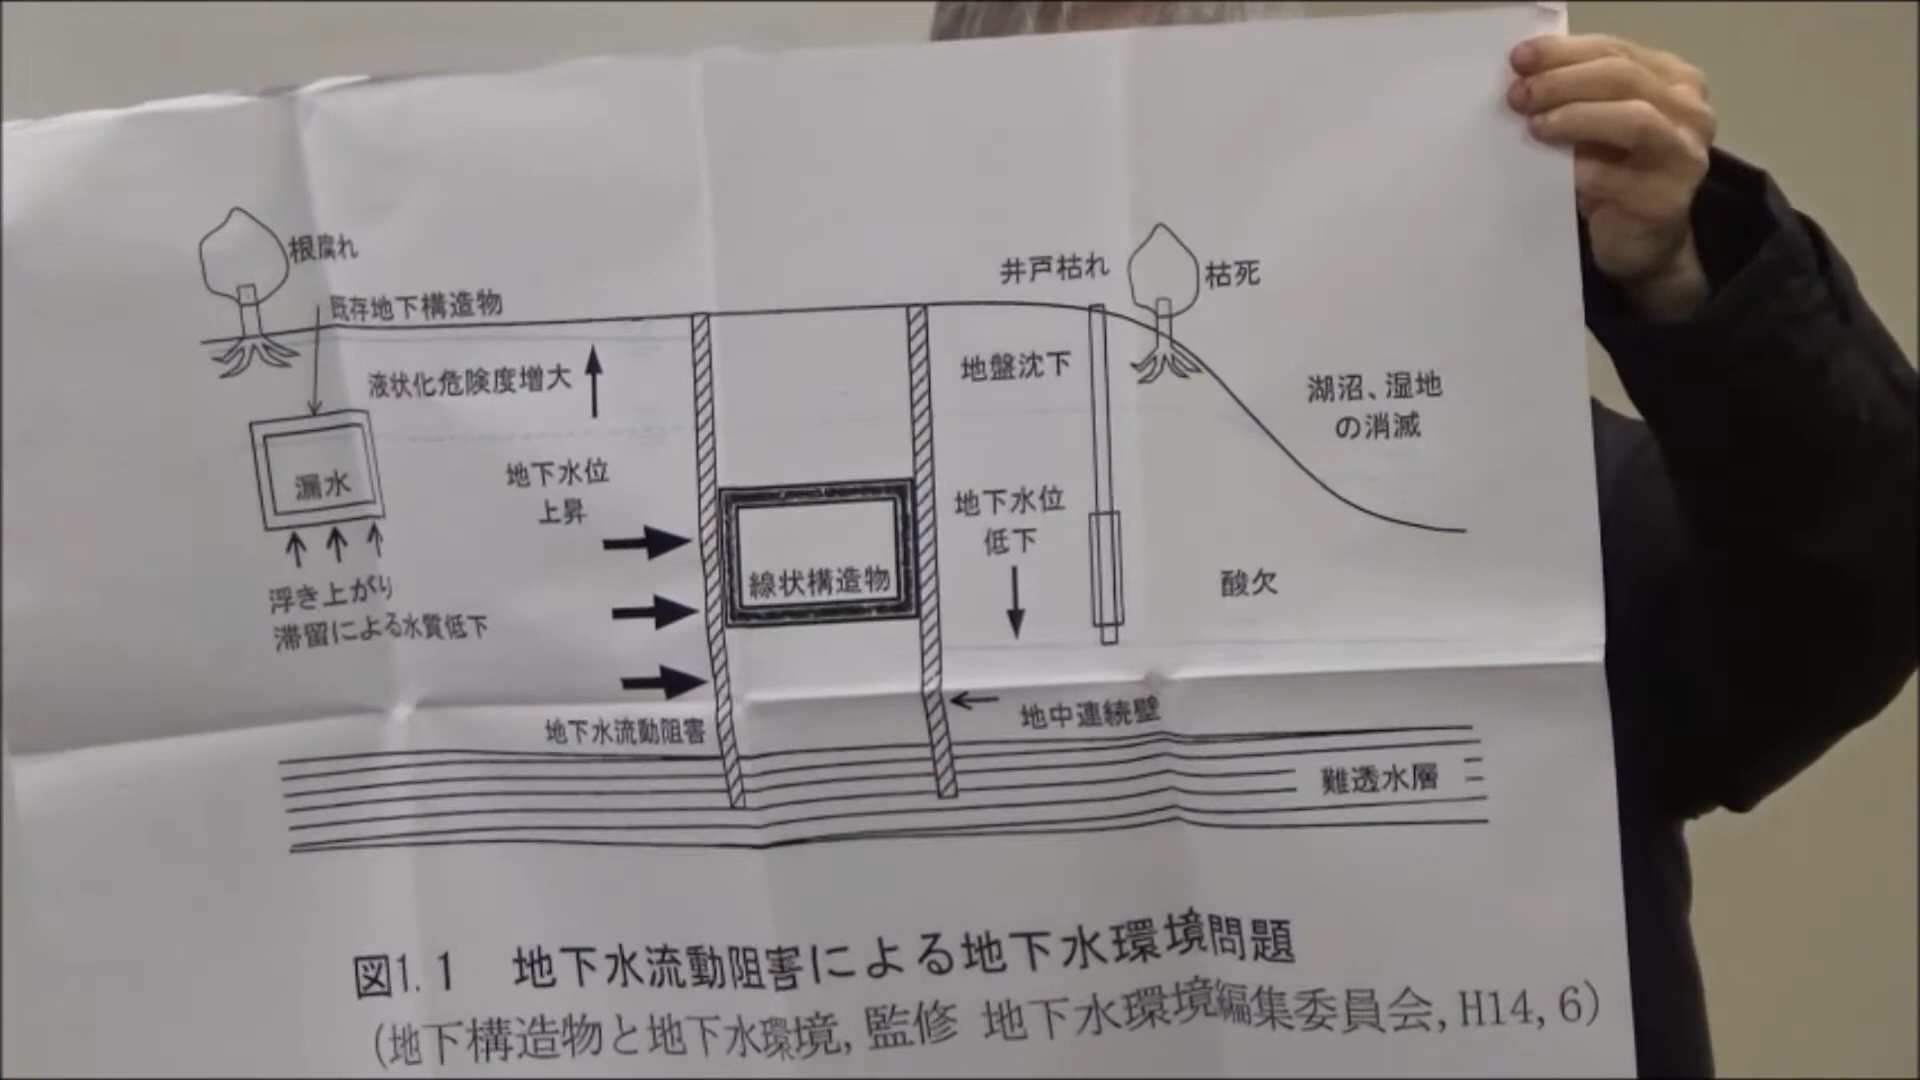 根腐れ
既存地下構造物
液状化危険度増大
漏水
地下水位
上昇
浮き上がり
滞留による水質低下
地下水流動阻害
線状構造物
井戸枯れ
枯死
地盤沈下
地下水位
低下
湖沼、湿地
の消滅
酸欠
地中連続壁
難透水層
図1.1 地下水流動阻害による地下水環境問題
(地下構造物と地下水環境, 監修 地下水環境編集委員会, H14, 6)